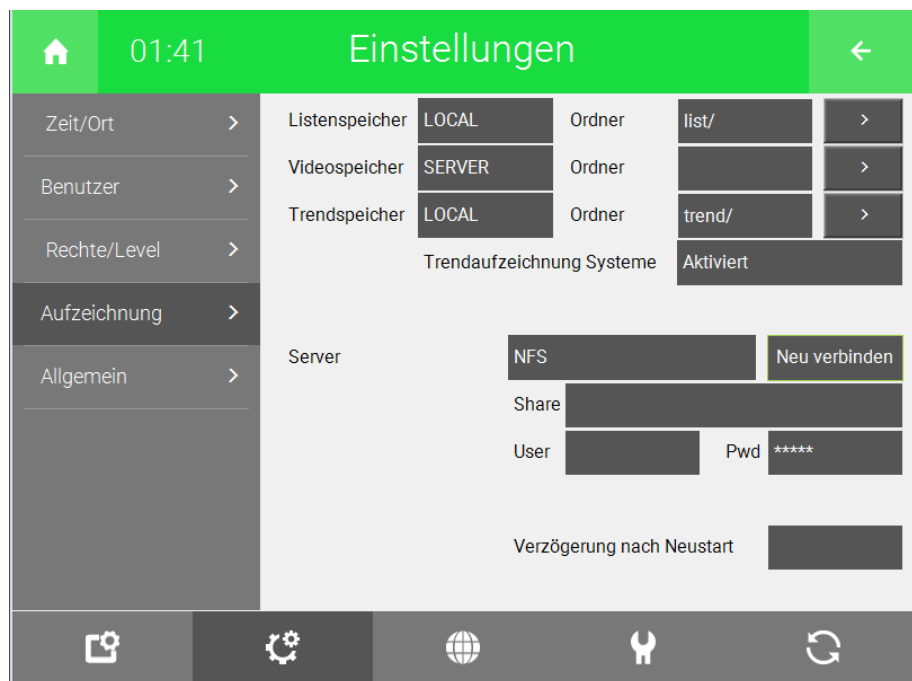 01:41 Einstellungen
Zeit/Ort
Benutzer
Rechte/Level
Aufzeichnung
Allgemein
Listenspeicher LOCAL Ordner list/ >
Videospeicher SERVER Ordner >
Trendspeicher LOCAL Ordner trend/ >
Trendaufzeichnung Systeme Aktiviert
Server NFS Neu verbinden
Share
User Pwd *****
Verzögerung nach Neustart